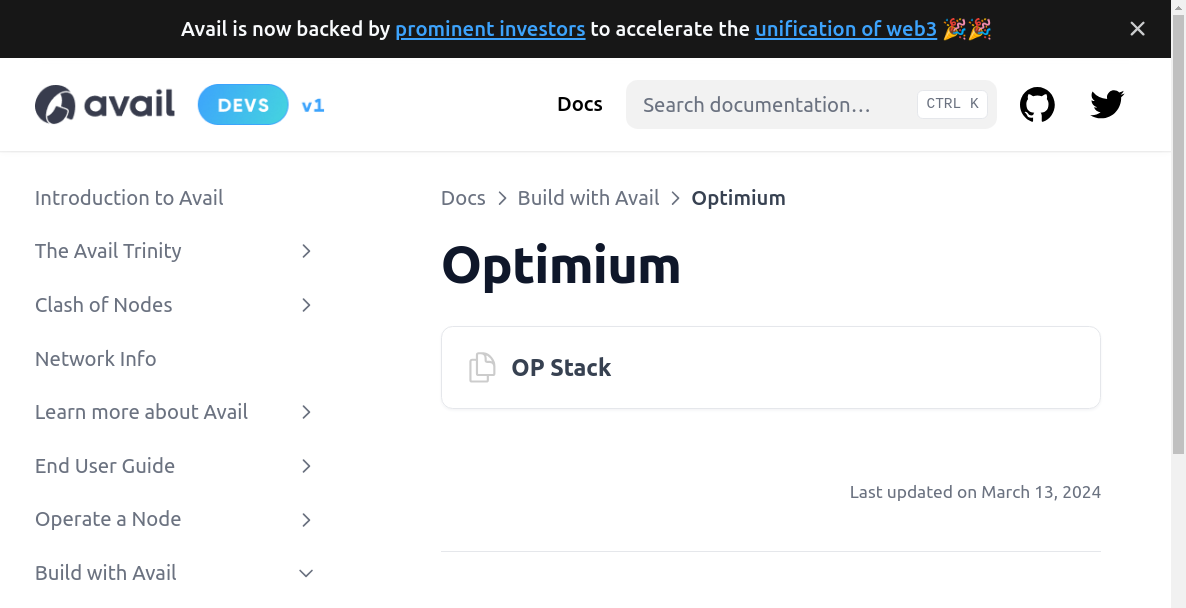 Avail is now backed by prominent investors to accelerate the unification of web3 🎉🎉
avail DEVS v1
Docs
Search documentation…
CTRL K
Introduction to Avail
The Avail Trinity
Clash of Nodes
Network Info
Learn more about Avail
End User Guide
Operate a Node
Build with Avail
Docs > Build with Avail > Optimium
Optimium
OP Stack
Last updated on March 13, 2024